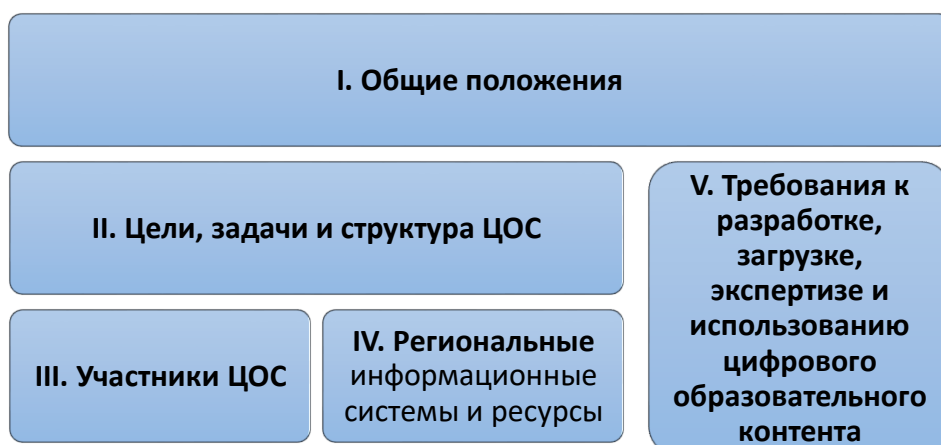 I. Общие положения
II. Цели, задачи и структура ЦОС
III. Участники ЦОС
IV. Региональные
информационные
системы и ресурсы
V. Требования к
разработке,
загрузке,
экспертизе и
использованию
цифрового
образовательного
контента